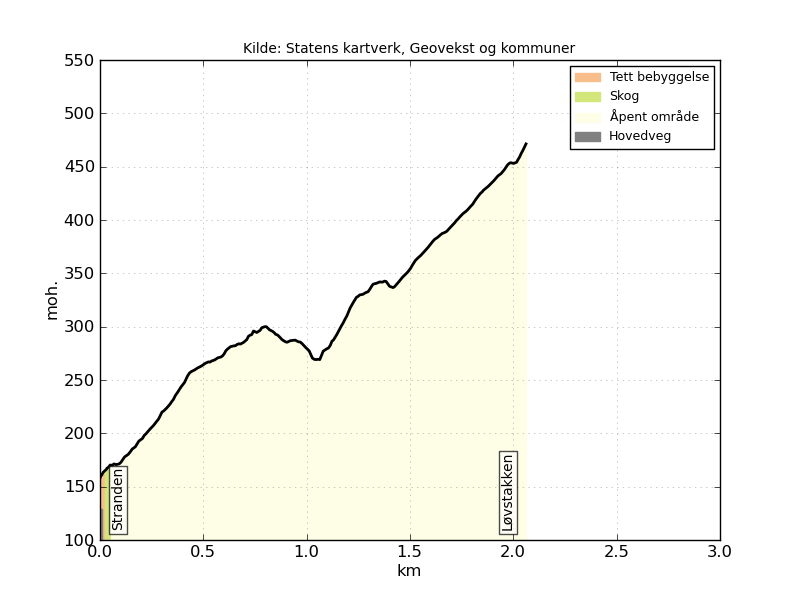 Kilde: Statens kartverk, Geovekst og kommuner
550
500
450
400
350
300
250
200
150
100
moh.
Tett bebyggelse
Skog
Åpent område
Hovedveg
Stranden
Løvstakken
0.0 0.5 1.0 1.5 2.0 2.5 3.0
km